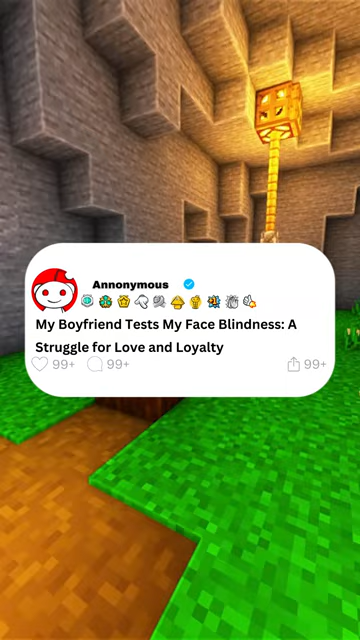 Annonymous
My Boyfriend Tests My Face Blindness: A
Struggle for Love and Loyalty
99+ 99+ 99+